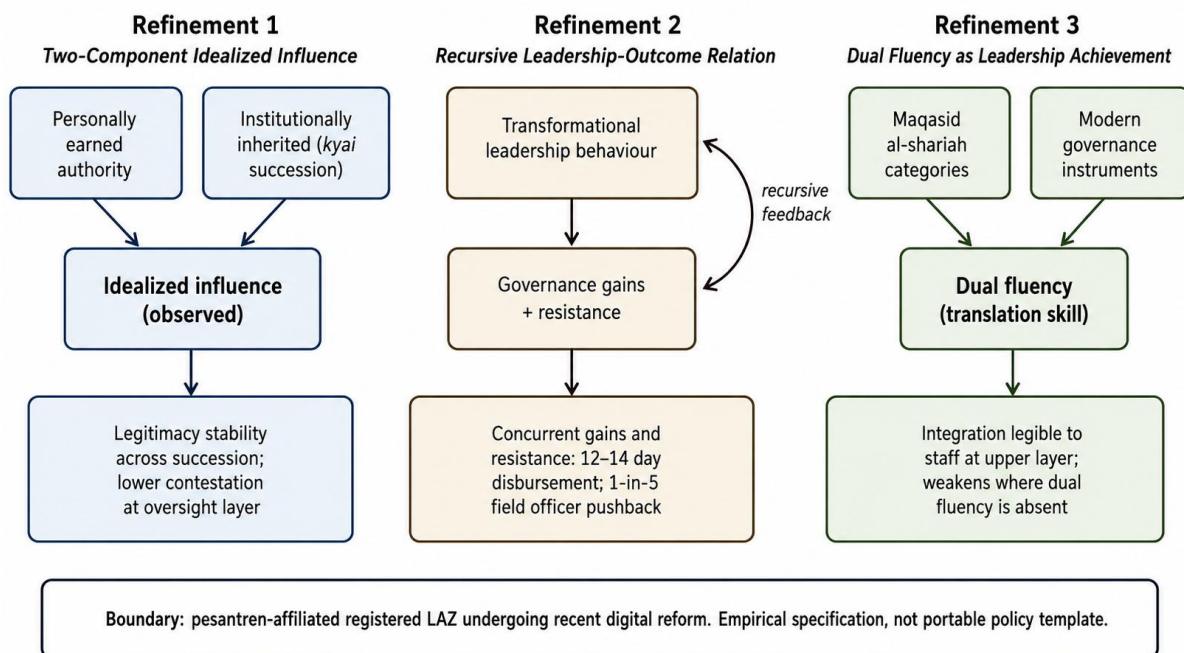 Refinement 1
Two-Component Idealized Influence
Personally
earned
authority
Institutionally
inherited (kyai
succession)
Idealized influence
(observed)
Legitimacy stability
across succession;
lower contestation
at oversight layer
Refinement 2
Recursive Leadership-Outcome Relation
Transformational
leadership behaviour
recursive
feedback
Governance gains
+ resistance
Concurrent gains and
resistance: 12–14 day
disbursement; 1-in-5
field officer pushback
Refinement 3
Dual Fluency as Leadership Achievement
Maqasid
al-shariah
categories
Modern
governance
instruments
Dual fluency
(translation skill)
Integration legible to
staff at upper layer;
weakens where dual
fluency is absent
Boundary: pesantren-affiliated registered LAZ undergoing recent digital reform. Empirical specification, not portable policy template.